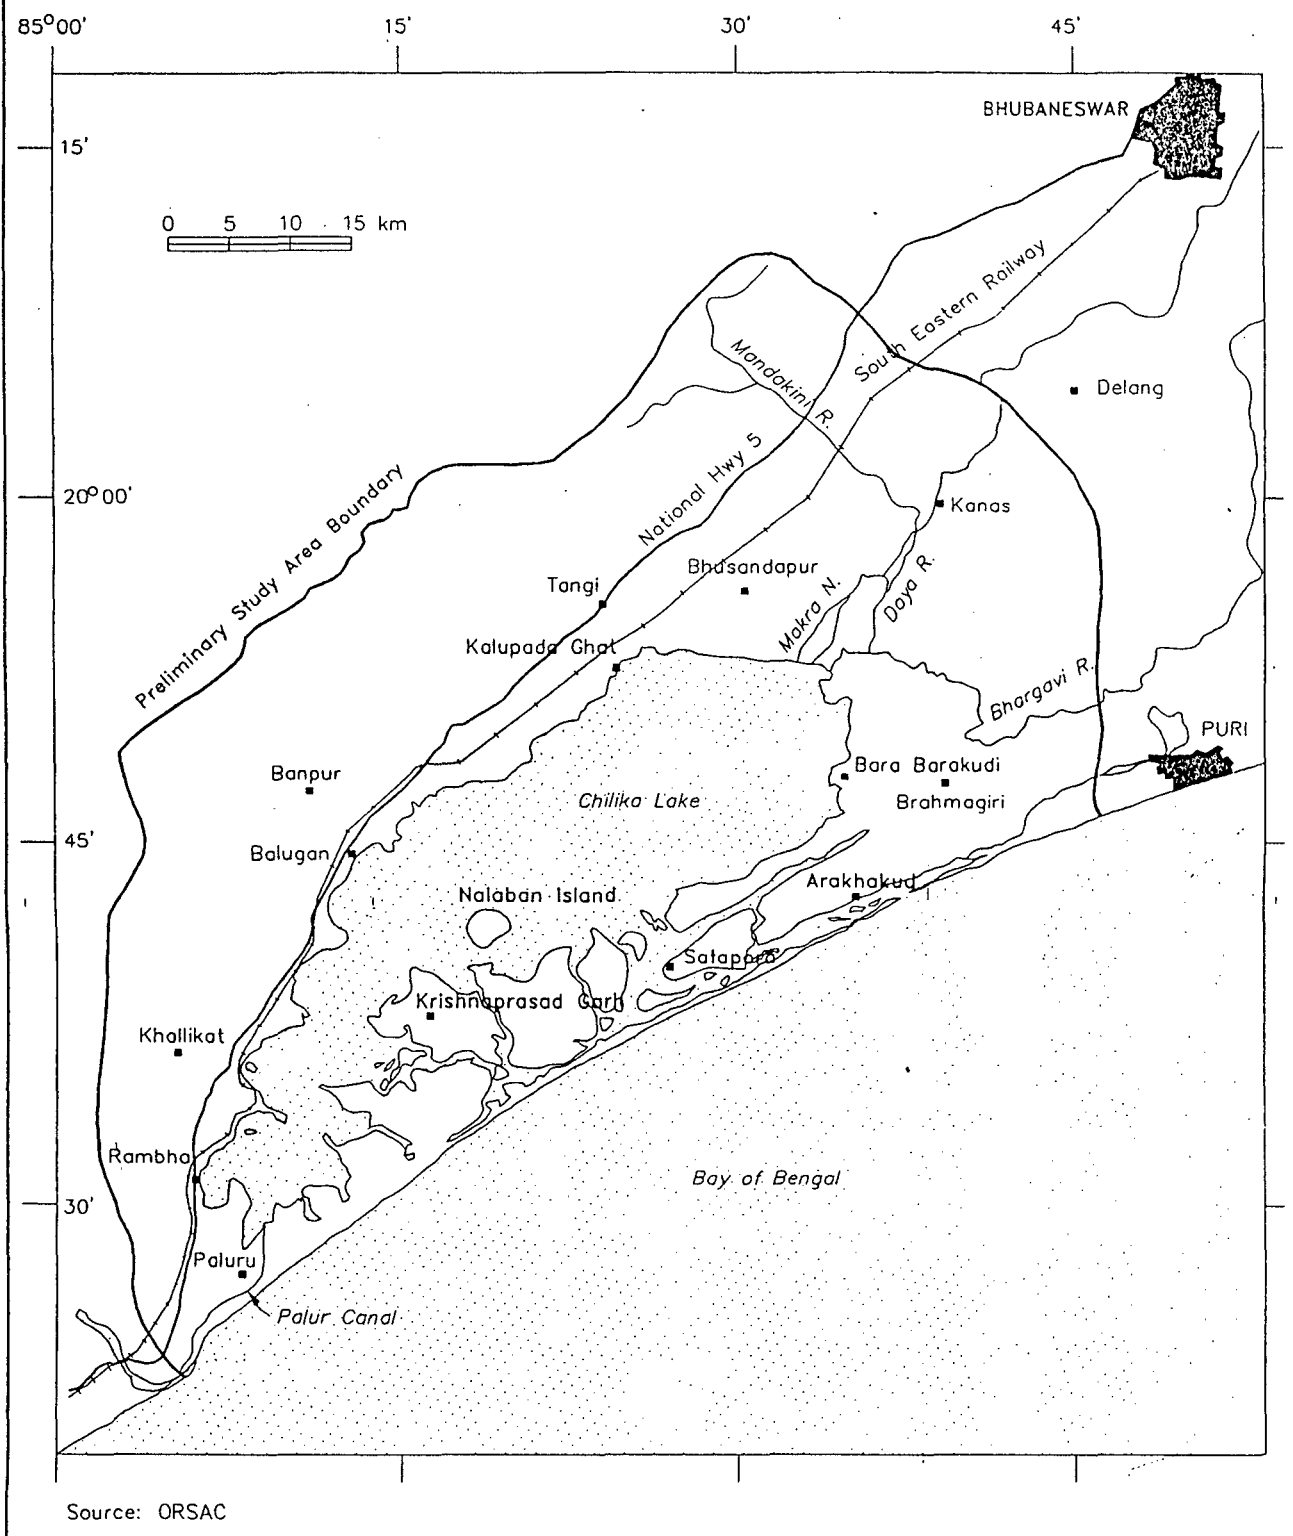 85°00'
15'
30'
45'
BHUBANESWAR
15'
0 5 10 15 km
South Eastern Railway
Mandakini R.
Delang
National Hwy 5
Preliminary Study Area Boundary
20°00'
Kanas
Bhusandapur
Tangi
Makra N.
Daya R.
Kalupada Ghat
Bhargavi R.
PURI
Banpur
Bara Barakudi
Chilika Lake
Brahmagiri
45'
Balugan
Arakhakud
Nalaban Island
Satappra
Krishnaprasad Garh
Khallikat
Rambha
Bay of Bengal
30'
Paluru
Palur Canal
Source: ORSAC